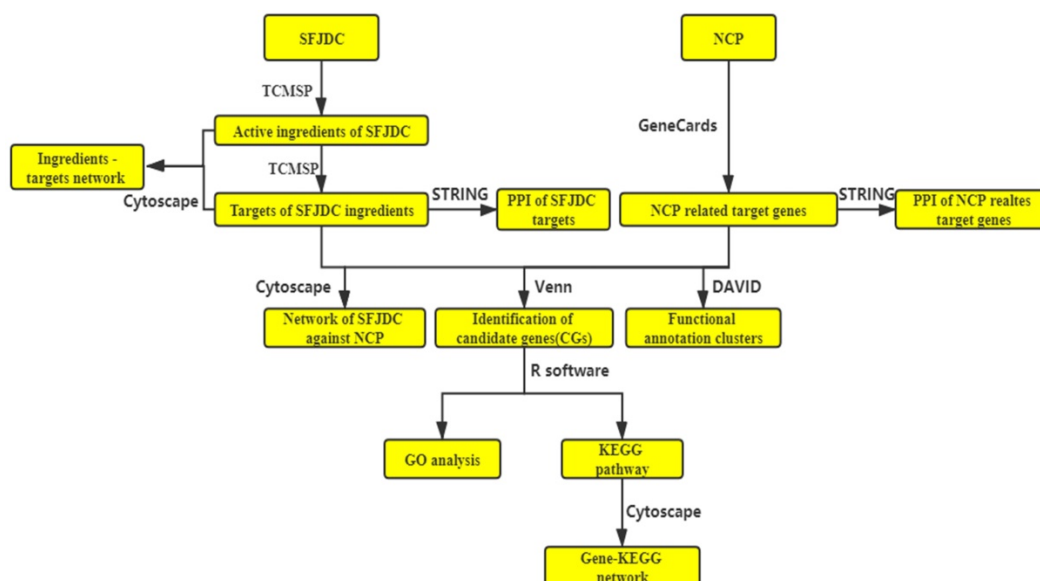 SFJDC
NCP
TCMSP
GeneCards
Active ingredients of SFJDC
Ingredients -
targets network
TCMSP
Cytoscape
STRING
STRING
Targets of SFJDC ingredients
PPI of SFJDC
targets
NCP related target genes
PPI of NCP realtes
target genes
Cytoscape
Venn
DAVID
Network of SFJDC
against NCP
Identification of
candidate genes(CGs)
Functional
annotation clusters
R software
GO analysis
KEGG
pathway
Cytoscape
Gene-KEGG
network